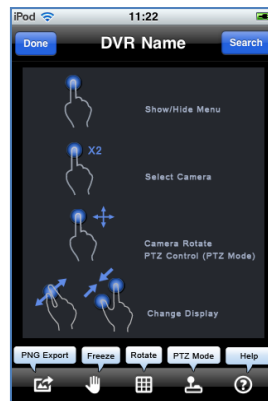 iPod 11:22
Done DVR Name Search
Show/Hide Menu
X2
Select Camera
Camera Rotate
PTZ Control (PTZ Mode)
Change Display
PNG Export Freeze Rotate PTZ Mode Help
?